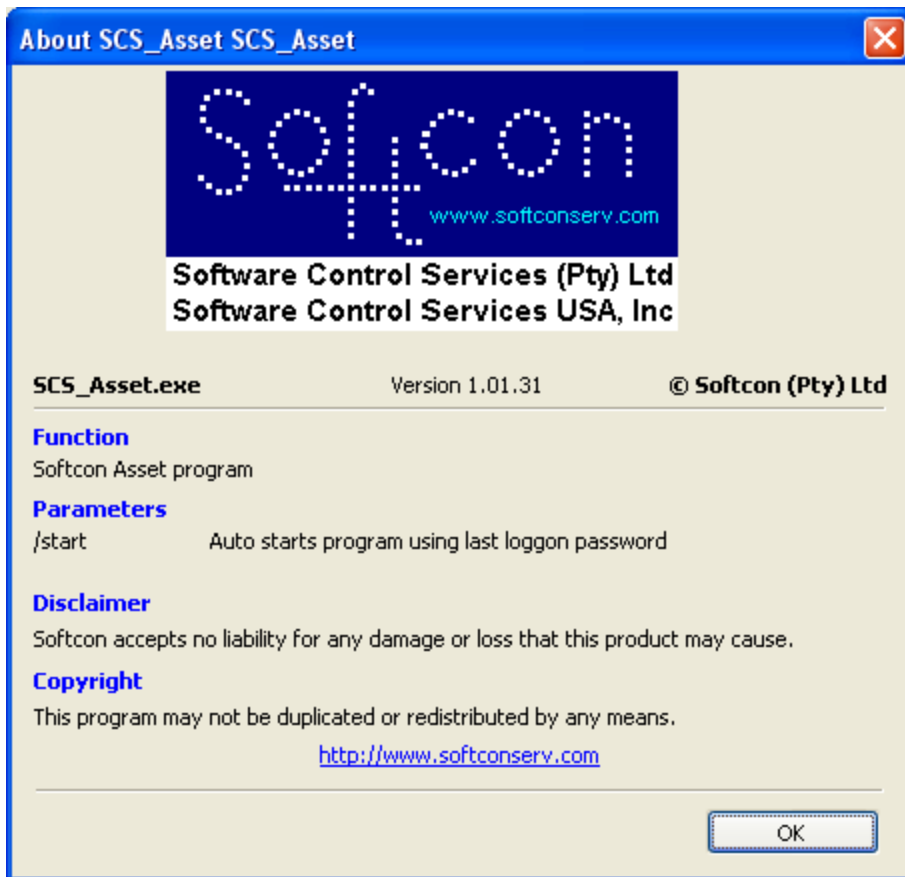 About SCS_Asset SCS_Asset
Softcon
www.softconserv.com
Software Control Services (Pty) Ltd
Software Control Services USA, Inc
SCS_Asset.exe Version 1.01.31 © Softcon (Pty) Ltd
Function
Softcon Asset program
Parameters
/start Auto starts program using last loggon password
Disclaimer
Softcon accepts no liability for any damage or loss that this product may cause.
Copyright
This program may not be duplicated or redistributed by any means.
http://www.softconserv.com
OK